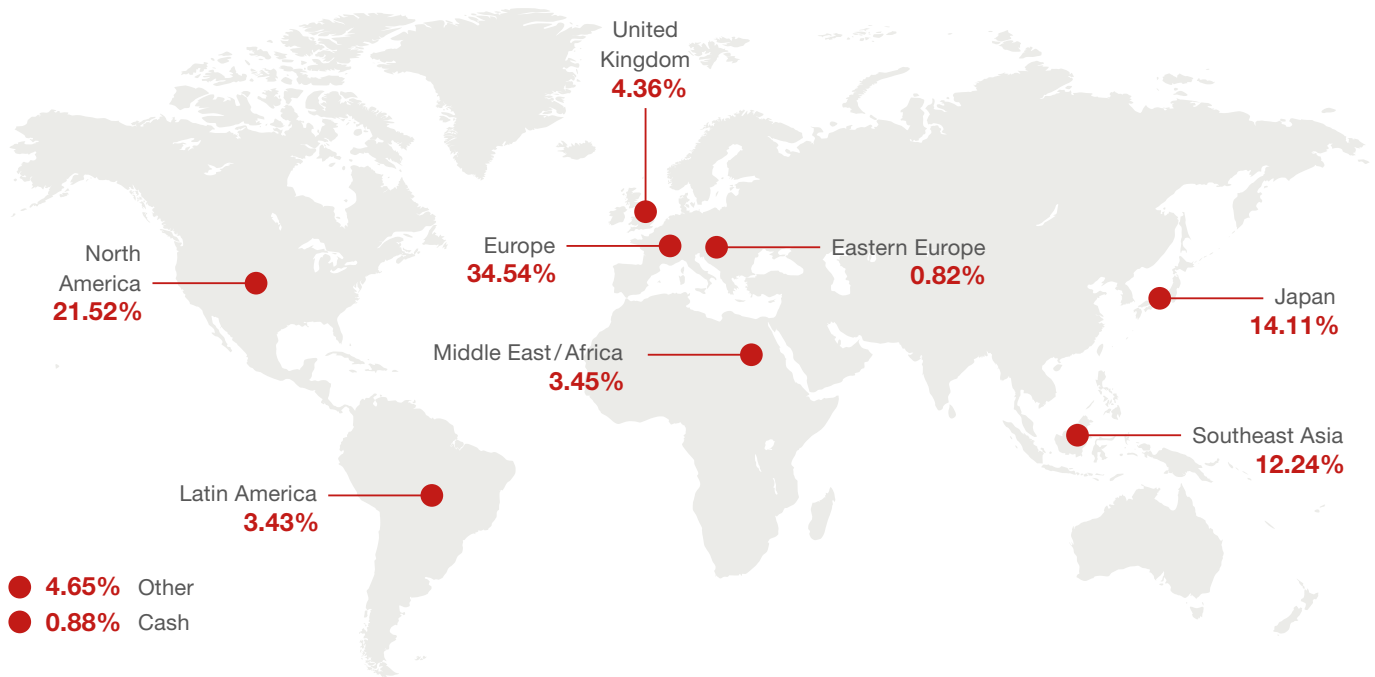 United
Kingdom
4.36%
North
America
21.52%
Europe
34.54%
Eastern Europe
0.82%
Japan
14.11%
Middle East/Africa
3.45%
Southeast Asia
12.24%
Latin America
3.43%
4.65% Other
0.88% Cash